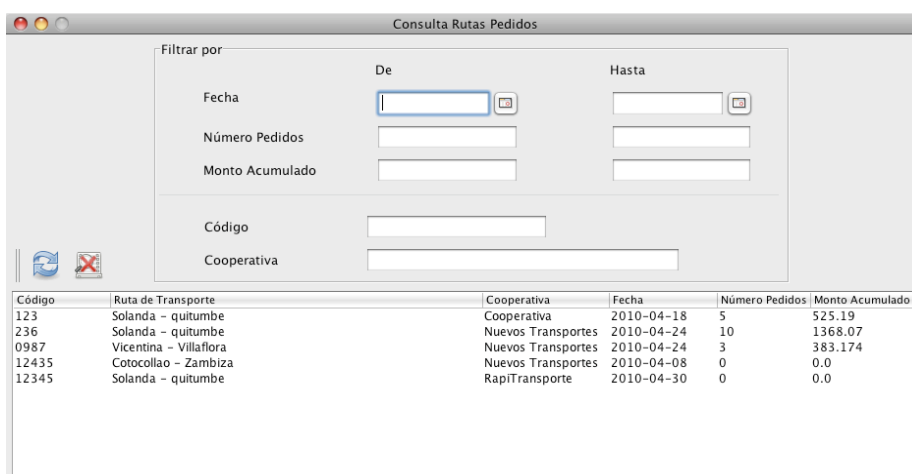 Consulta Rutas Pedidos
Filtrar por
De Hasta
Fecha
Número Pedidos
Monto Acumulado
Código
Cooperativa
Código Ruta de Transporte Cooperativa Fecha Número Pedidos Monto Acumulado
123 Solanda - quitumbe Cooperativa 2010-04-18 5 525.19
236 Solanda - quitumbe Nuevos Transportes 2010-04-24 10 1368.07
0987 Vicentina - Villaflora Nuevos Transportes 2010-04-24 3 383.174
12435 Cotocollao - Zambiza Nuevos Transportes 2010-04-08 0 0.0
12345 Solanda - quitumbe RapiTransporte 2010-04-30 0 0.0